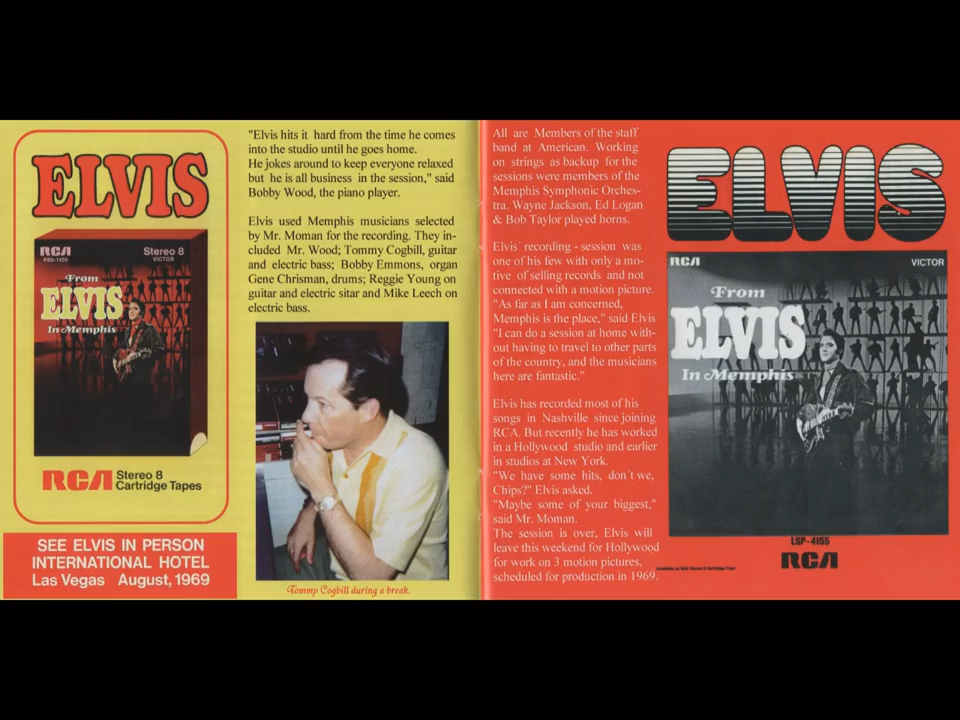 ELVIS
RCA
Stereo 8
P8S-1456
VICTOR
From
ELVIS
In Memphis
RCA Stereo 8
Cartridge Tapes
SEE ELVIS IN PERSON
INTERNATIONAL HOTEL
Las Vegas August, 1969
"Elvis hits it hard from the time he comes
into the studio until he goes home.
He jokes around to keep everyone relaxed
but he is all business in the session," said
Bobby Wood, the piano player.
Elvis used Memphis musicians selected
by Mr. Moman for the recording. They in-
cluded Mr. Wood; Tommy Cogbill, guitar
and electric bass; Bobby Emmons, organ
Gene Chrisman, drums; Reggie Young on
guitar and electric sitar and Mike Leech on
electric bass.
Tommy Cogbill during a break.
All are Members of the staff
band at American. Working
on strings as backup for the
sessions were members of the
Memphis Symphonic Orches-
tra. Wayne Jackson, Ed Logan
& Bob Taylor played horns.
Elvis´ recording - session was
one of his few with only a mo-
tive of selling records and not
connected with a motion picture.
"As far as I am concerned,
Memphis is the place," said Elvis
"I can do a session at home with-
out having to travel to other parts
of the country, and the musicians
here are fantastic."
Elvis has recorded most of his
songs in Nashville since joining
RCA. But recently he has worked
in a Hollywood studio and earlier
in studios at New York.
"We have some hits, don´t we,
Chips?" Elvis asked.
"Maybe some of your biggest,"
said Mr. Moman.
The session is over, Elvis will
leave this weekend for Hollywood
for work on 3 motion pictures,
scheduled for production in 1969.
ELVIS
RCA
VICTOR
From
ELVIS
In Memphis
LSP-4155
RCA
Available on RCA Stereo 8 Cartridge Tape